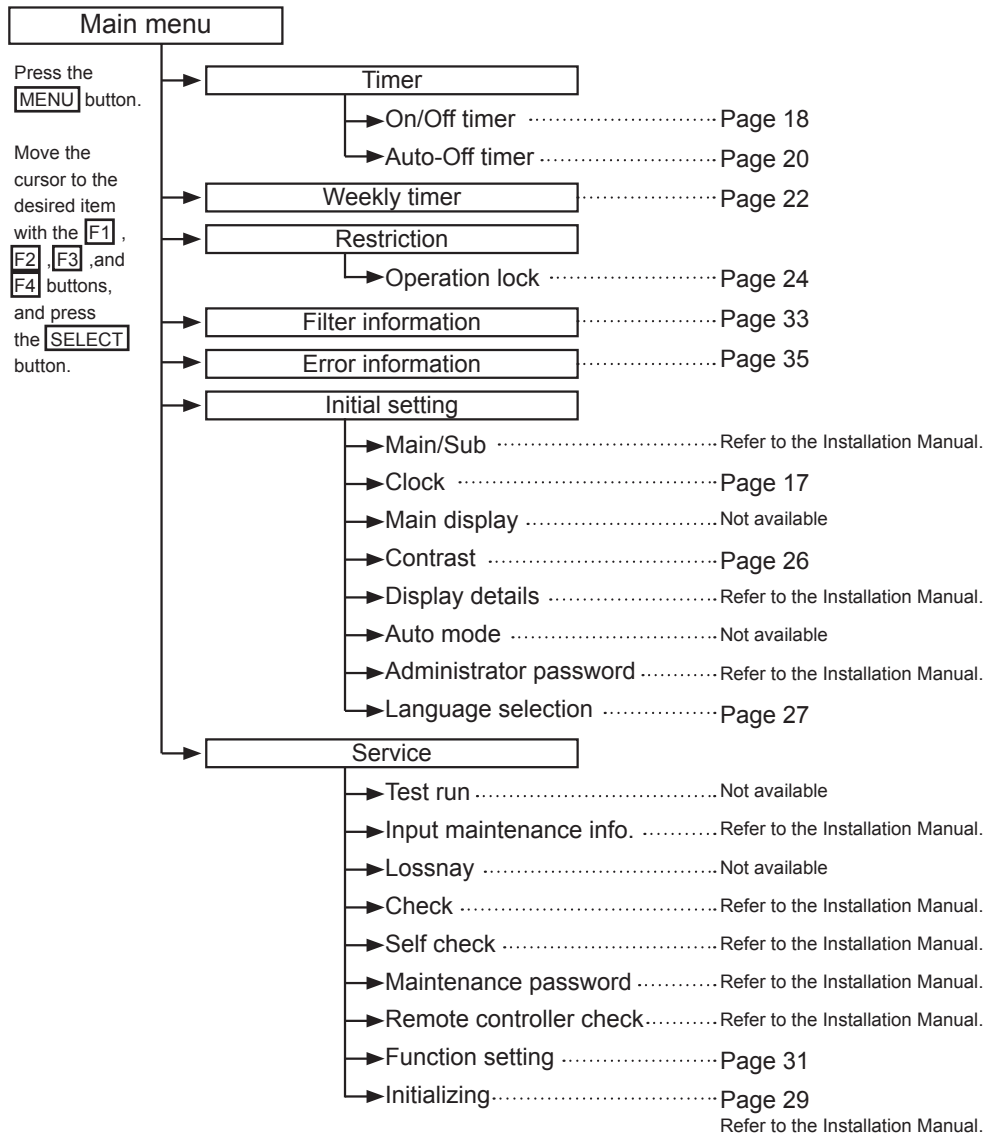 Main menu
Press the
MENU button.
Move the
cursor to the
desired item
with the F1 ,
F2 , F3 ,and
F4 buttons,
and press
the SELECT
button.
Timer
On/Off timer Page 18
Auto-Off timer Page 20
Weekly timer Page 22
Restriction
Operation lock Page 24
Filter information Page 33
Error information Page 35
Initial setting
Main/Sub Refer to the Installation Manual.
Clock Page 17
Main display Not available
Contrast Page 26
Display details Refer to the Installation Manual.
Auto mode Not available
Administrator password Refer to the Installation Manual.
Language selection Page 27
Service
Test run Not available
Input maintenance info. Refer to the Installation Manual.
Lossnay Not available
Check Refer to the Installation Manual.
Self check Refer to the Installation Manual.
Maintenance password Refer to the Installation Manual.
Remote controller check Refer to the Installation Manual.
Function setting Page 31
Initializing Page 29
Refer to the Installation Manual.